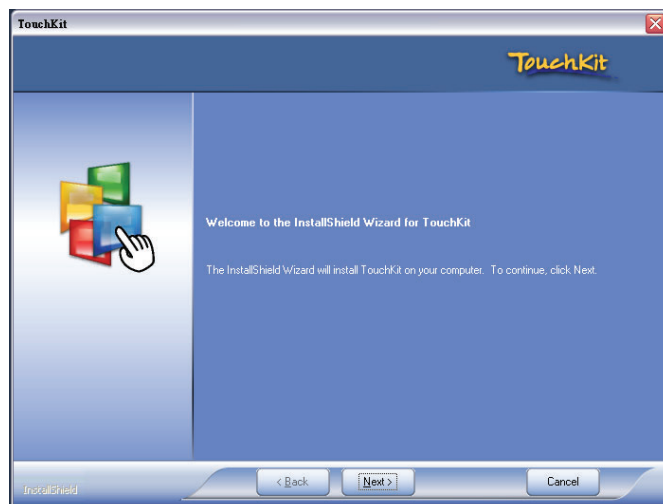 TouchKit
TouchKit
Welcome to the InstallShield Wizard for TouchKit
The InstallShield Wizard will install TouchKit on your computer. To continue, click Next.
InstallShield
< Back
Next >
Cancel